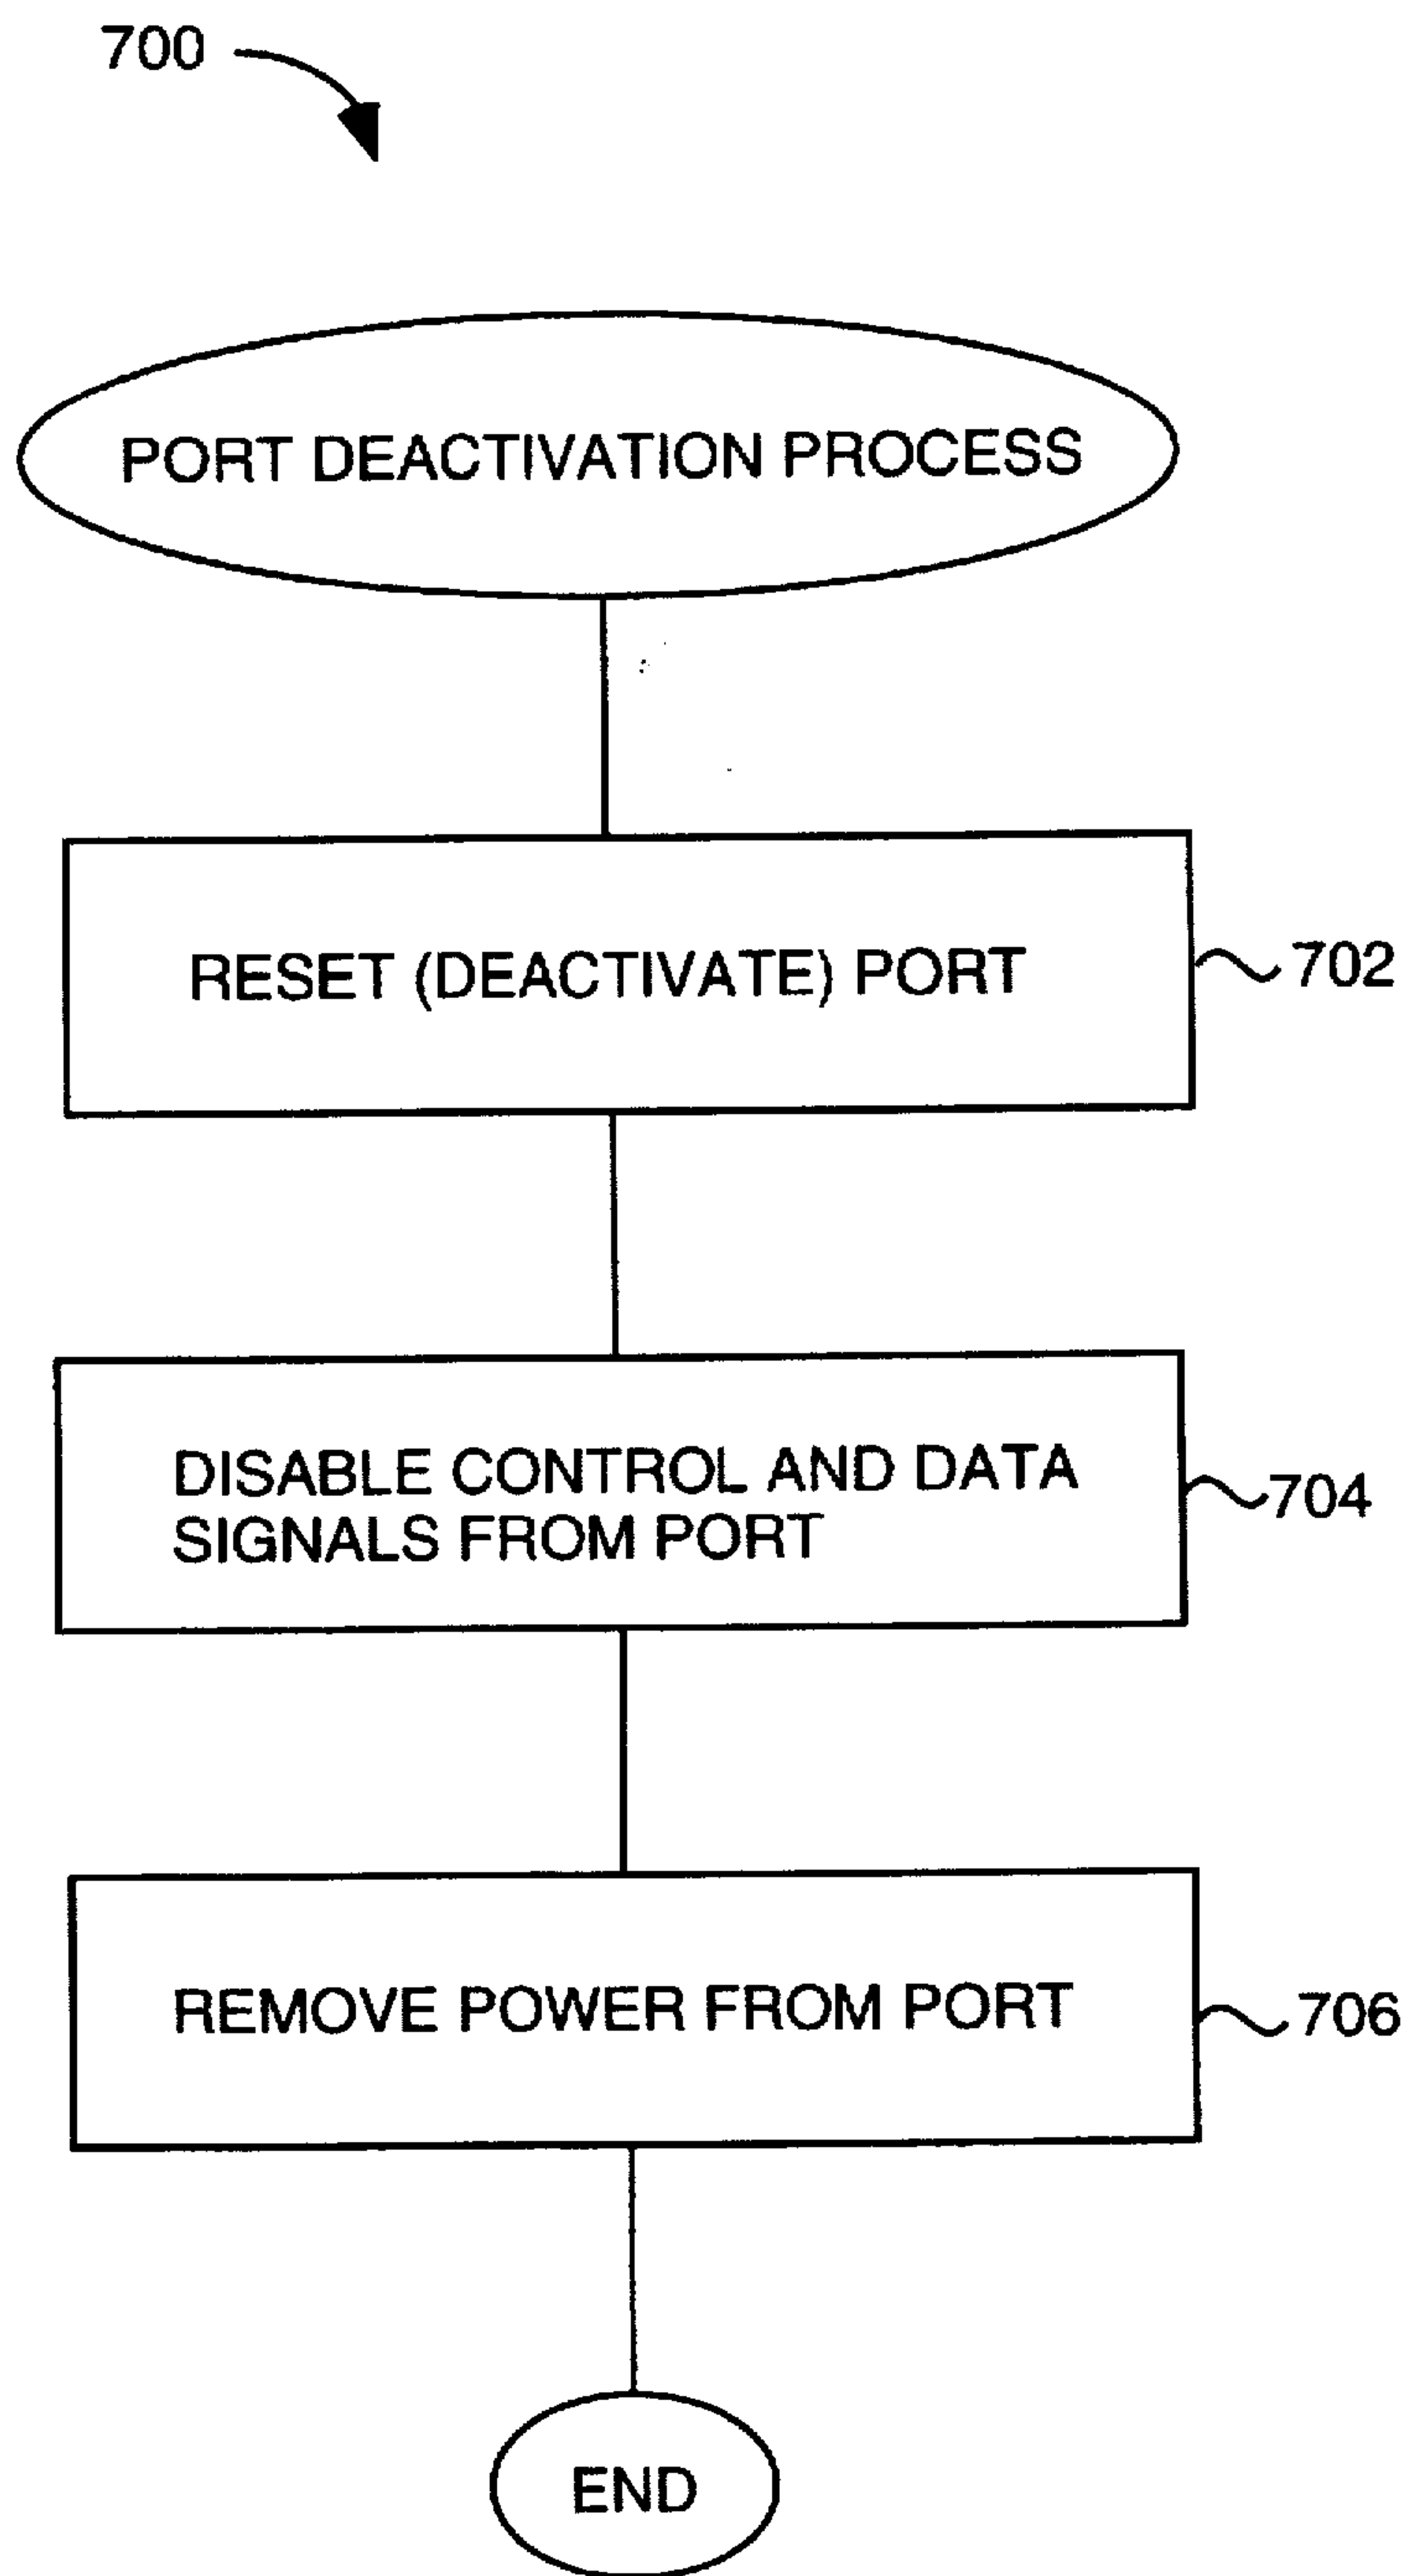 700
PORT DEACTIVATION PROCESS
RESET (DEACTIVATE) PORT
702
DISABLE CONTROL AND DATA
SIGNALS FROM PORT
704
REMOVE POWER FROM PORT
706
END